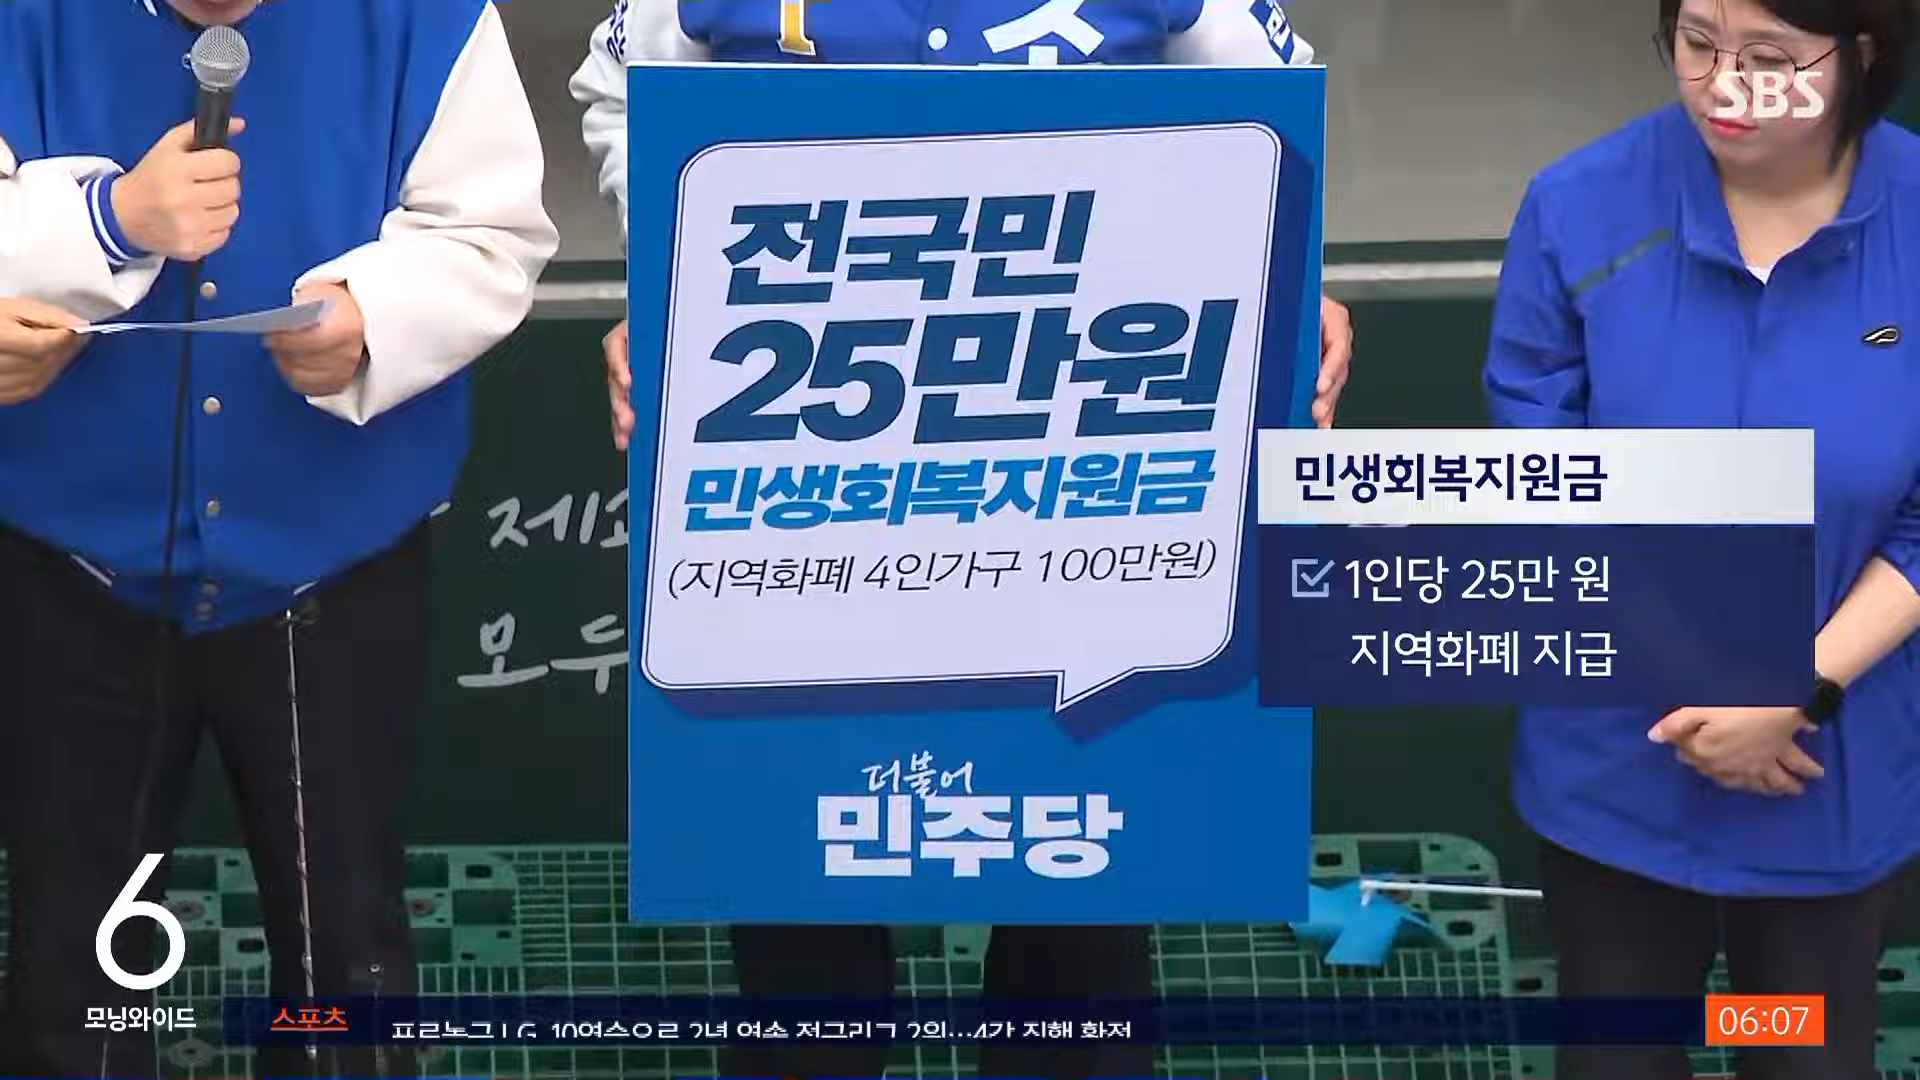 SBS
전국민
25만원
민생회복지원금
(지역화폐 4인가구 100만원)
더불어
민주당
민생회복지원금
1인당 25만 원
지역화폐 지급
모두
6
모닝와이드
스포츠
06:07